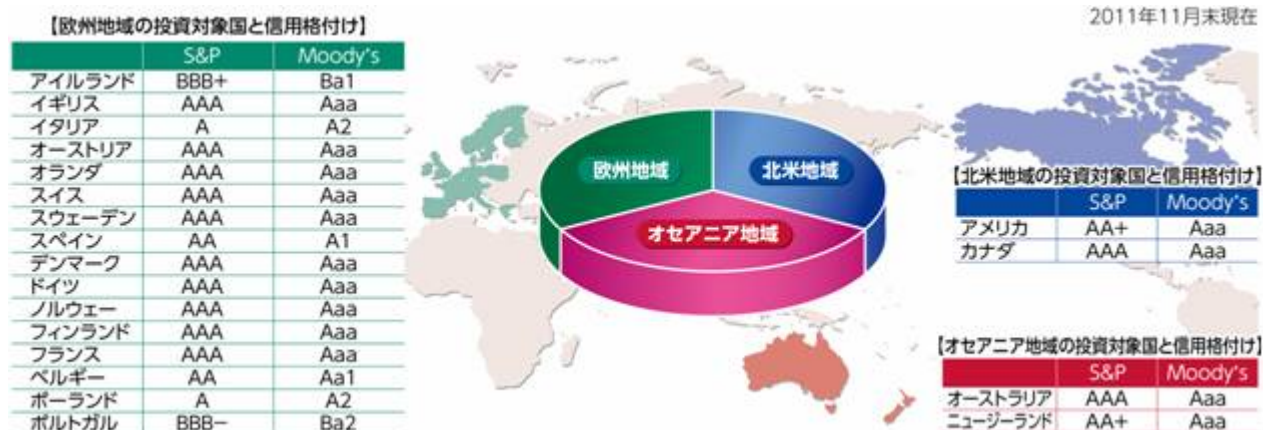 2011年11月末現在
【欧州地域の投資対象国と信用格付け】
S&P Moody's
アイルランド BBB+ Ba1
イギリス AAA Aaa
イタリア A A2
オーストリア AAA Aaa
オランダ AAA Aaa
スイス AAA Aaa
スウェーデン AAA Aaa
スペイン AA A1
デンマーク AAA Aaa
ドイツ AAA Aaa
ノルウェー AAA Aaa
フィンランド AAA Aaa
フランス AAA Aaa
ベルギー AA Aa1
ポーランド A A2
ポルトガル BBB− Ba2
欧州地域
北米地域
オセアニア地域
【北米地域の投資対象国と信用格付け】
S&P Moody's
アメリカ AA+ Aaa
カナダ AAA Aaa
【オセアニア地域の投資対象国と信用格付け】
S&P Moody's
オーストラリア AAA Aaa
ニュージーランド AA+ Aaa